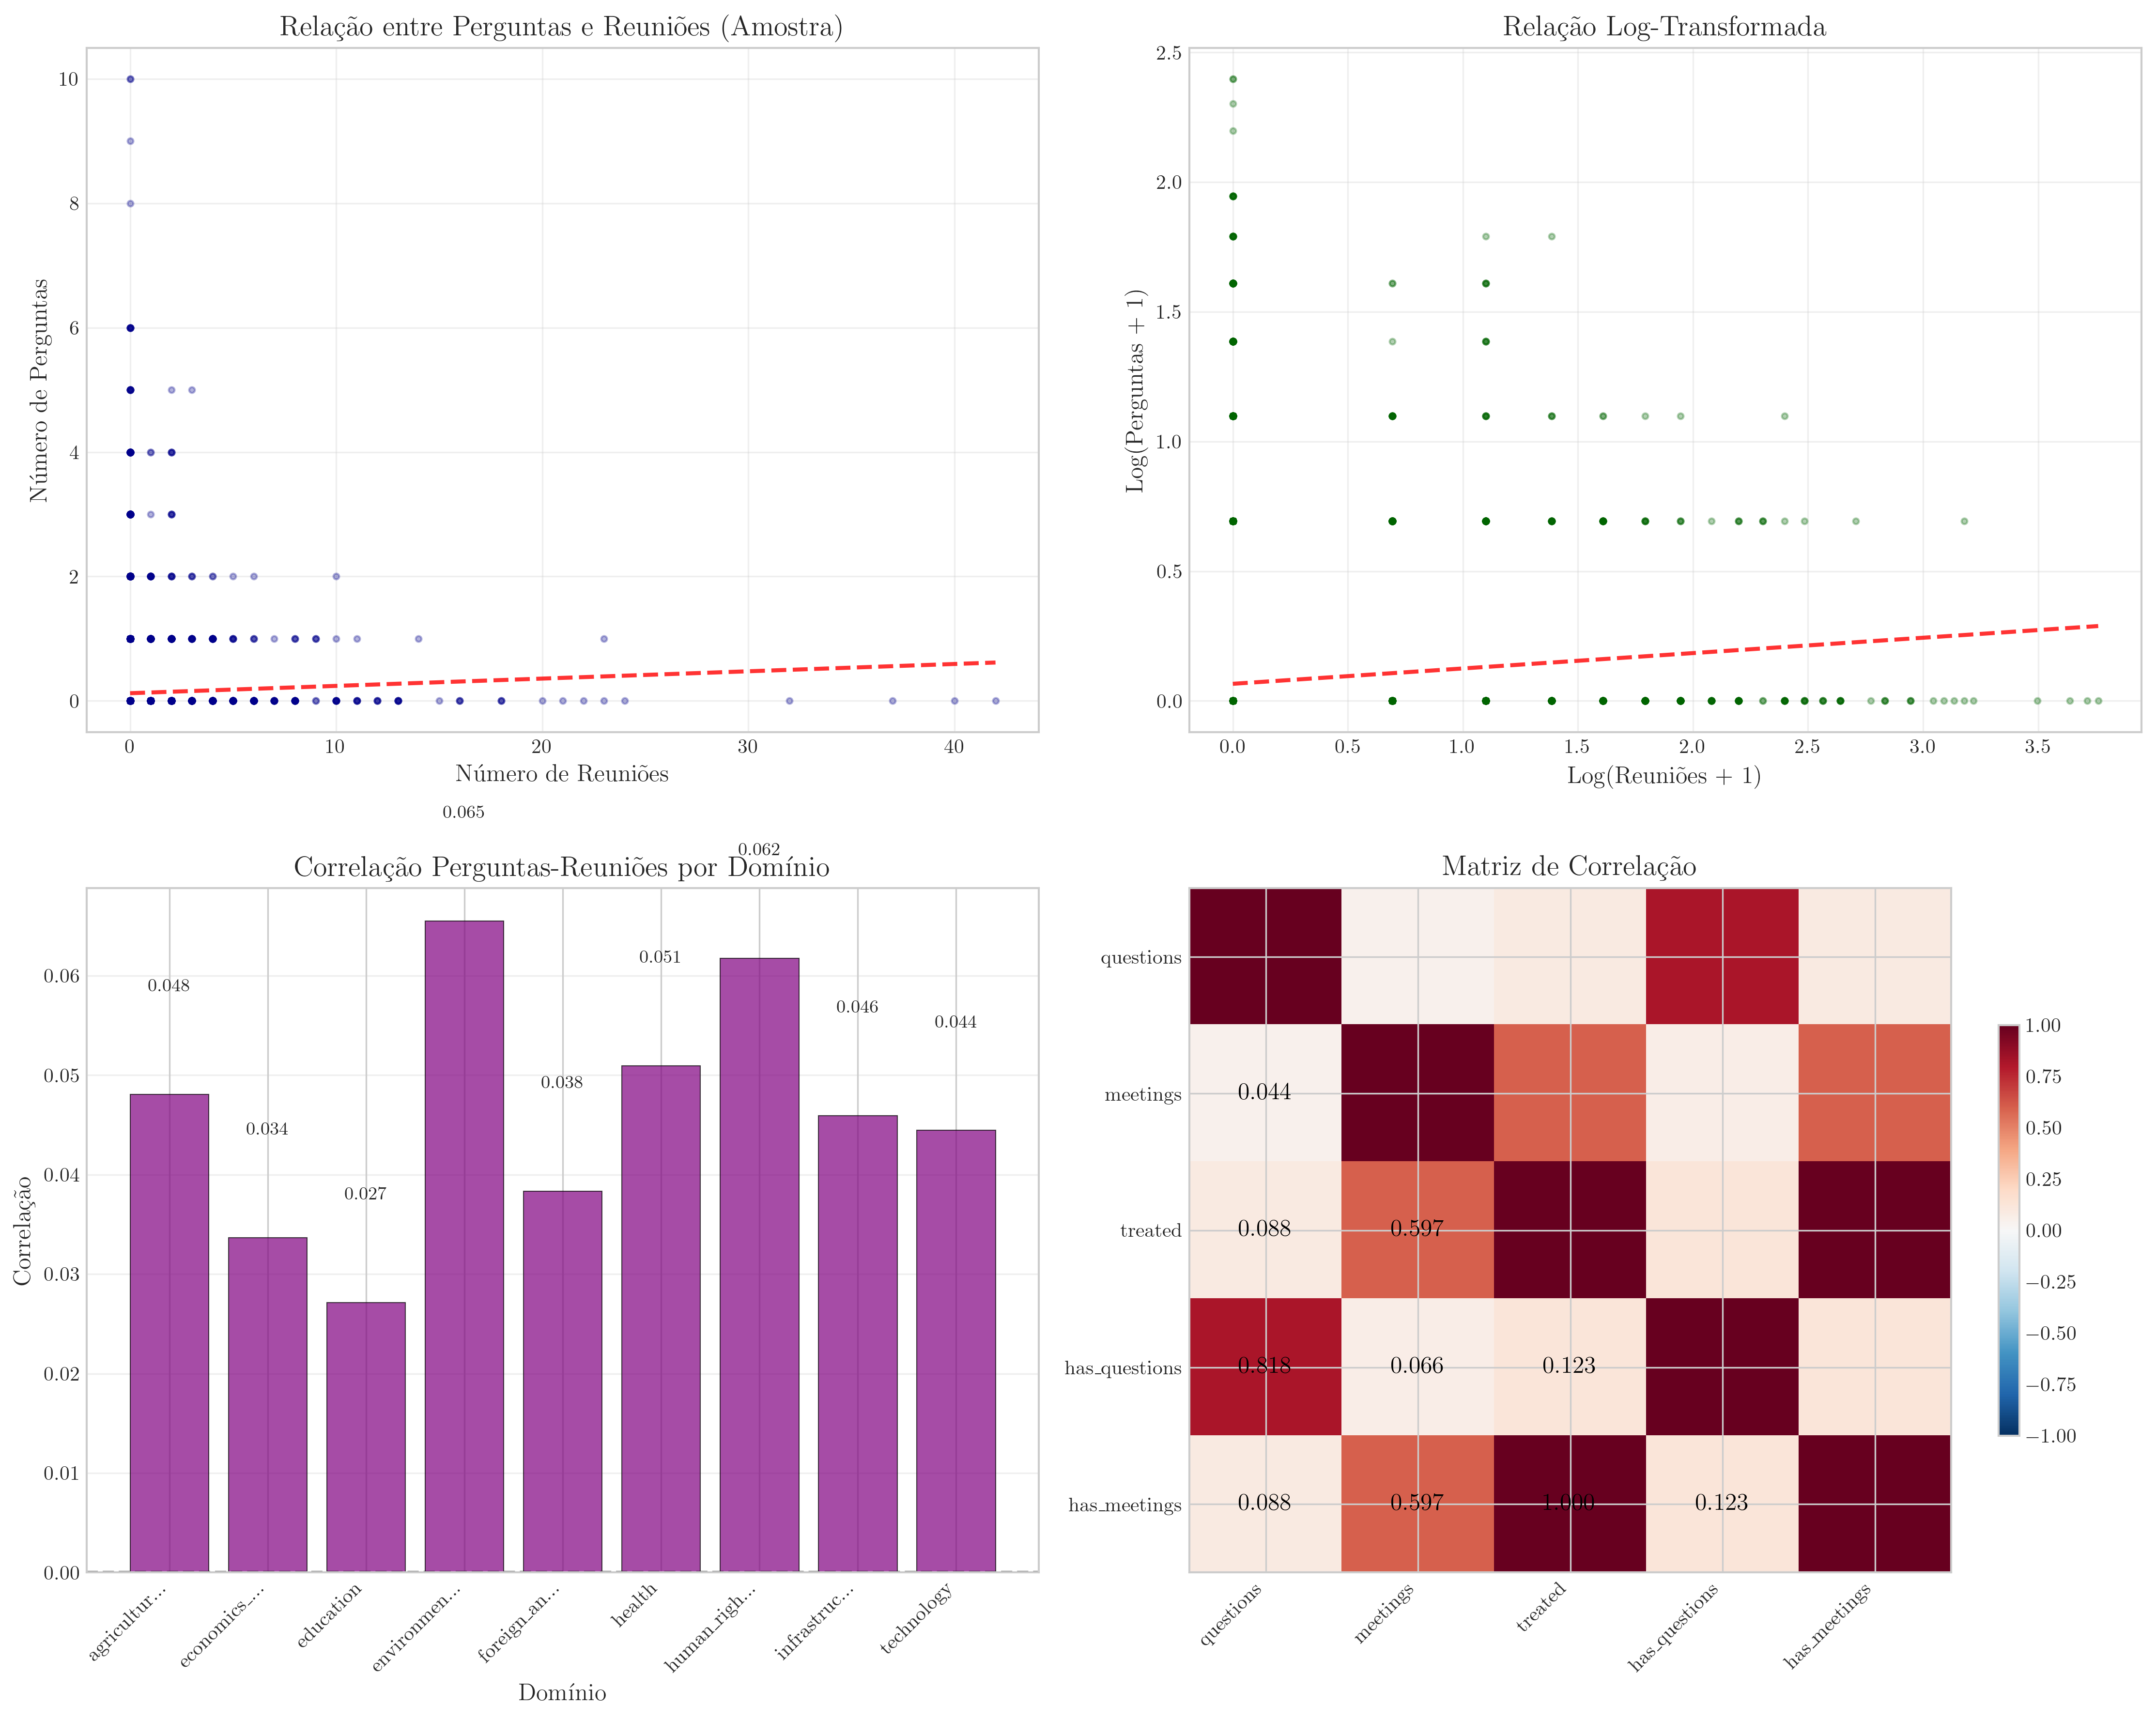 Relação entre Perguntas e Reuniões (Amostra)
Número de Perguntas
10
8
6
4
2
0
0 10 20 30 40
Número de Reuniões
Relação Log-Transformada
Log(Perguntas + 1)
2.5
2.0
1.5
1.0
0.5
0.0
0.0 0.5 1.0 1.5 2.0 2.5 3.0 3.5
Log(Reuniões + 1)
Correlação Perguntas-Reuniões por Domínio
Correlação
0.06
0.05
0.04
0.03
0.02
0.01
0.00
0.048
0.034
0.027
0.065
0.038
0.051
0.062
0.046
0.044
agricultur...
economics_...
education
environmen...
foreign_an...
health
human_righ...
infrastruc...
technology
Domínio
Matriz de Correlação
questions
meetings 0.044
treated 0.088 0.597
has_questions 0.818 0.066 0.123
has_meetings 0.088 0.597 1.000 0.123
questions
meetings
treated
has_questions
has_meetings
1.00
0.75
0.50
0.25
0.00
−0.25
−0.50
−0.75
−1.00